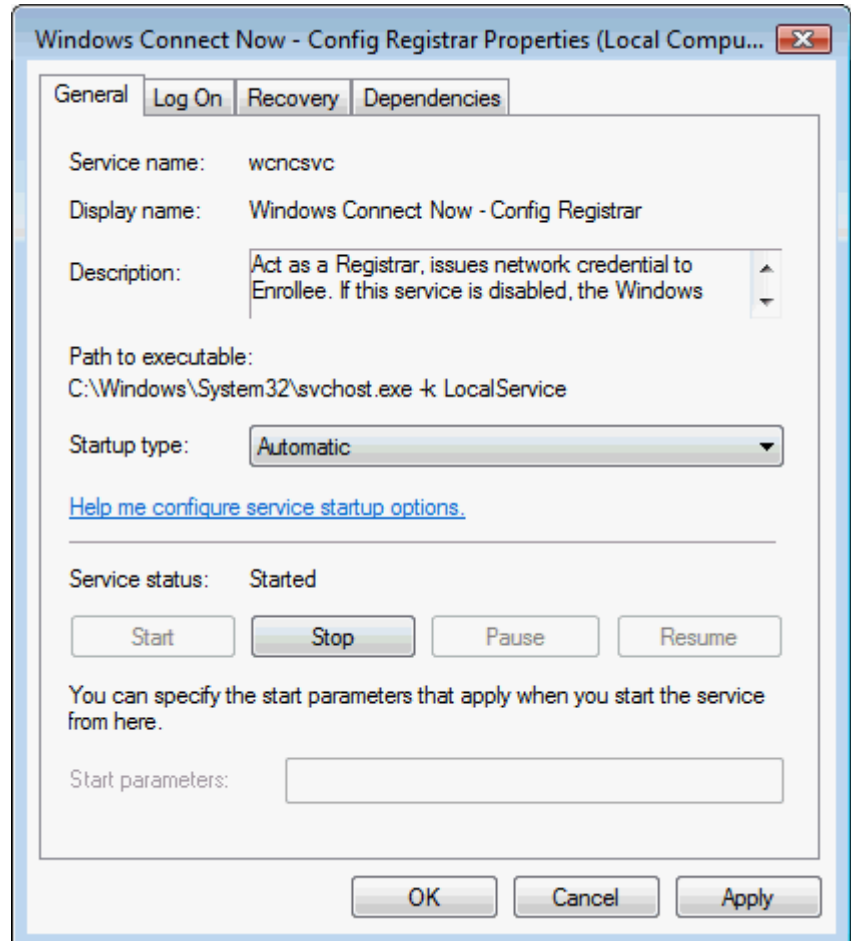 Windows Connect Now - Config Registrar Properties (Local Compu...
General Log On Recovery Dependencies
Service name: wcncsvc
Display name: Windows Connect Now - Config Registrar
Description: Act as a Registrar, issues network credential to
Enrollee. If this service is disabled, the Windows
Path to executable:
C:\Windows\System32\svchost.exe -k LocalService
Startup type: Automatic
Help me configure service startup options.
Service status: Started
Start Stop Pause Resume
You can specify the start parameters that apply when you start the service
from here.
Start parameters:
OK Cancel Apply